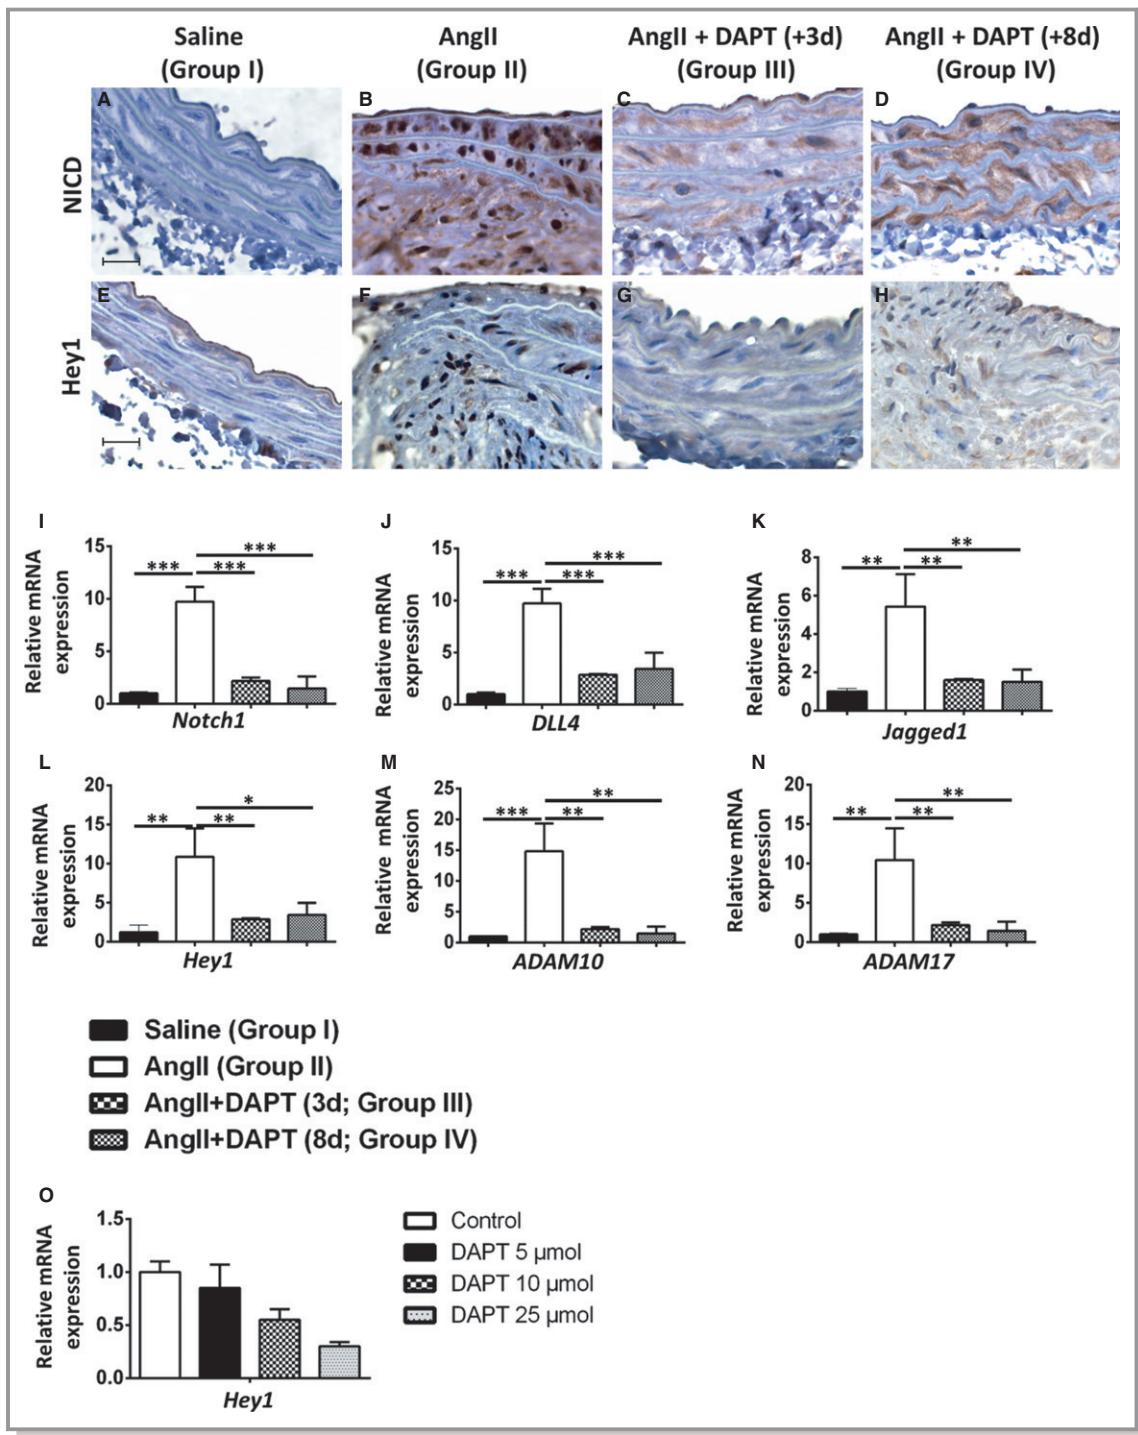 Saline
(Group I)
AngII
(Group II)
AngII + DAPT (+3d)
(Group III)
AngII + DAPT (+8d)
(Group IV)
NICD
A
B
C
D
Hey1
E
F
G
H
I
Relative mRNA
expression
15
10
5
0
***
***
***
Notch1
J
Relative mRNA
expression
15
10
5
0
***
***
***
DLL4
K
Relative mRNA
expression
8
6
4
2
0
**
**
**
Jagged1
L
Relative mRNA
expression
20
15
10
5
0
**
**
*
Hey1
M
Relative mRNA
expression
25
20
15
10
5
0
***
**
**
ADAM10
N
Relative mRNA
expression
20
15
10
5
0
**
**
**
ADAM17
Saline (Group I)
AngII (Group II)
AngII+DAPT (3d; Group III)
AngII+DAPT (8d; Group IV)
O
Relative mRNA
expression
1.5
1.0
0.5
0.0
Hey1
Control
DAPT 5 µmol
DAPT 10 µmol
DAPT 25 µmol